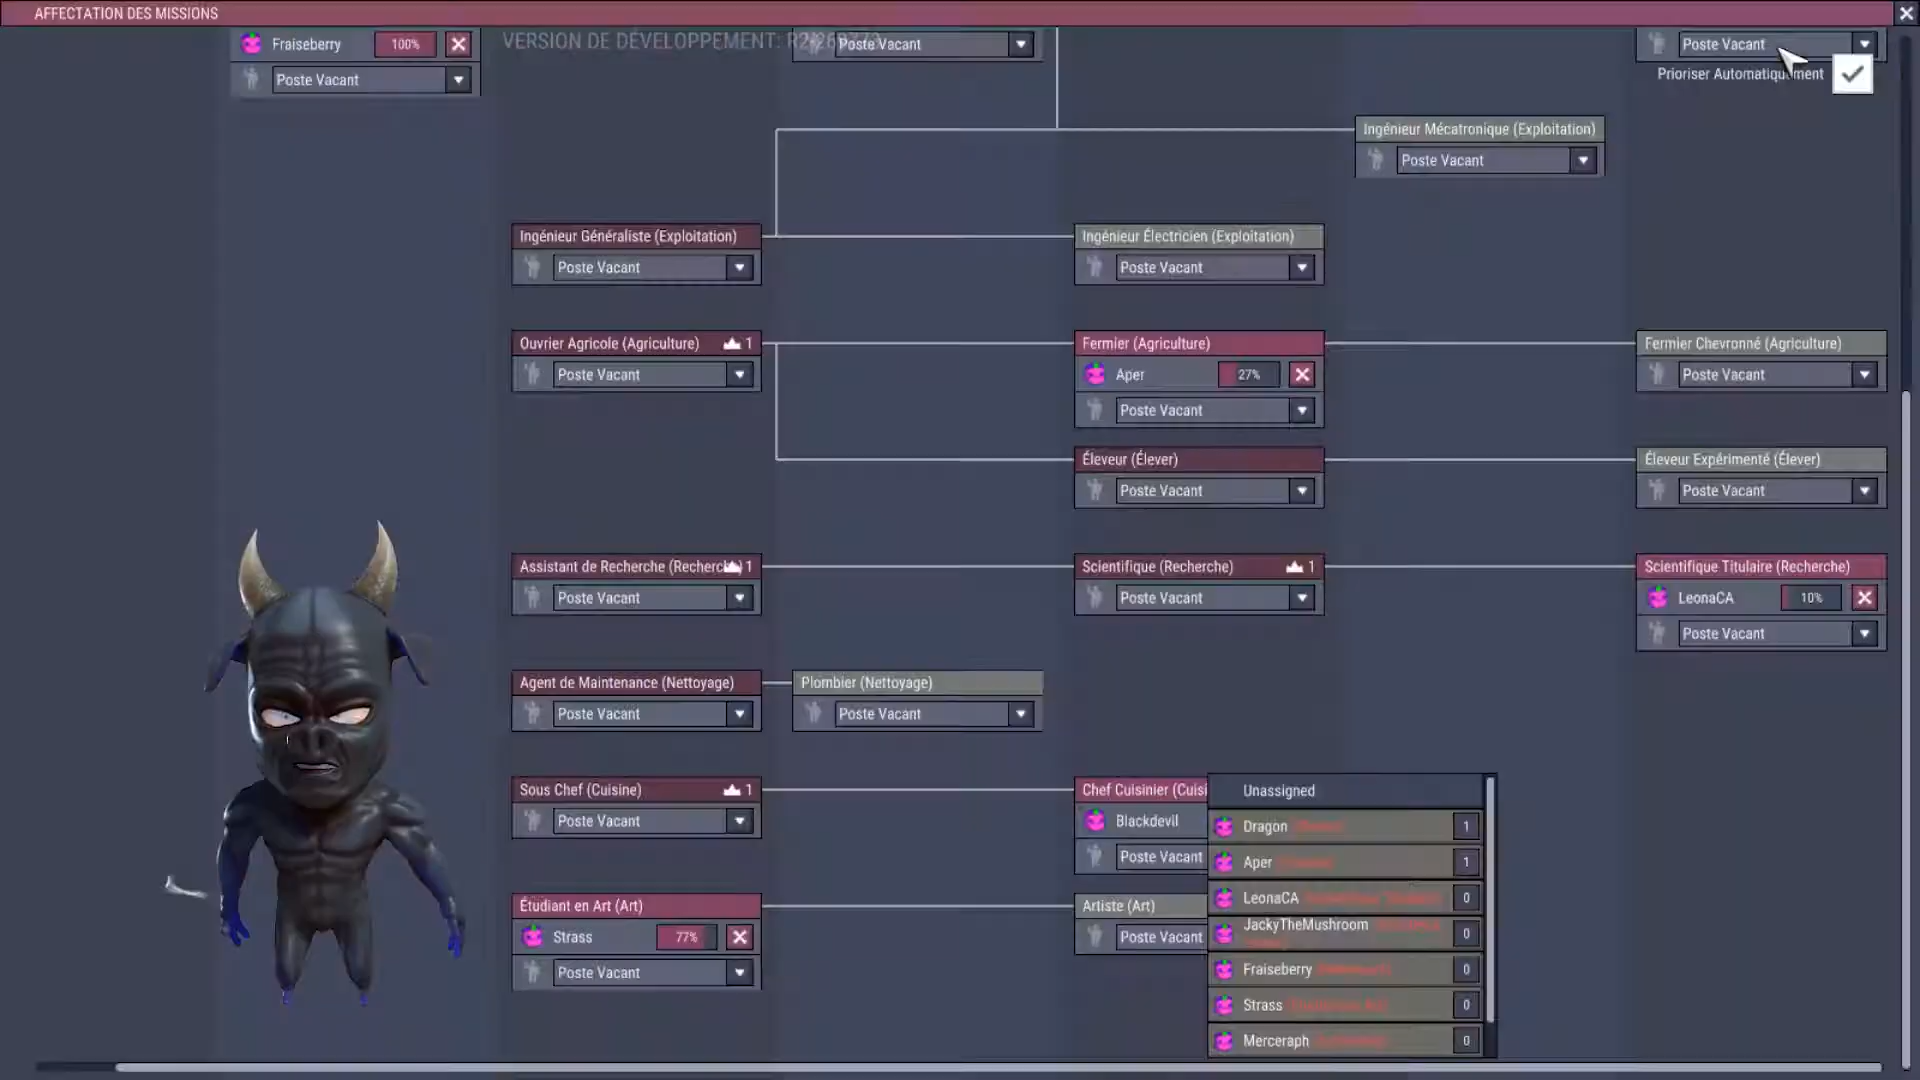 AFFECTATION DES MISSIONS
Fraiseberry 100%
VERSION DE DÉVELOPPEMENT:
Poste Vacant
Poste Vacant
Poste Vacant
Prioriser Automatiquement
Ingénieur Mécatronique (Exploitation)
Poste Vacant
Ingénieur Généraliste (Exploitation)
Poste Vacant
Ingénieur Électricien (Exploitation)
Poste Vacant
Ouvrier Agricole (Agriculture) 1
Poste Vacant
Fermier (Agriculture)
Aper 27%
Poste Vacant
Fermier Chevronné (Agriculture)
Poste Vacant
Éleveur (Élever)
Poste Vacant
Éleveur Expérimenté (Élever)
Poste Vacant
Assistant de Recherche (Recherche) 1
Poste Vacant
Scientifique (Recherche) 1
Poste Vacant
Scientifique Titulaire (Recherche)
LeonaCA 10%
Poste Vacant
Agent de Maintenance (Nettoyage)
Poste Vacant
Plombier (Nettoyage)
Poste Vacant
Sous Chef (Cuisine) 1
Poste Vacant
Chef Cuisinier (Cuisi
Blackdevil
Poste Vacant
Étudiant en Art (Art)
Strass 77%
Poste Vacant
Artiste (Art)
Poste Vacant
Unassigned
Dragon 1
Aper 1
LeonaCA 0
JackyTheMushroom 0
Fraiseberry 0
Strass 0
Merceraph 0